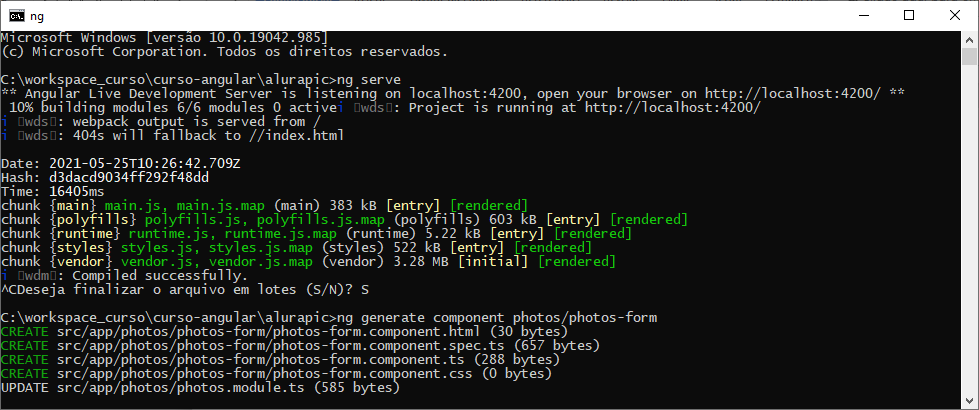 ng
Microsoft Windows [versão 10.0.19042.985]
(c) Microsoft Corporation. Todos os direitos reservados.
C:\workspace_curso\curso-angular\alurapic>ng serve
** Angular Live Development Server is listening on localhost:4200, open your browser on http://localhost:4200/ **
 10% building modules 6/6 modules 0 activei 「wds」: Project is running at http://localhost:4200/
i 「wds」: webpack output is served from /
i 「wds」: 404s will fallback to //index.html
Date: 2021-05-25T10:26:42.709Z
Hash: d3dacd9034ff292f48dd
Time: 16405ms
chunk {main} main.js, main.js.map (main) 383 kB [entry] [rendered]
chunk {polyfills} polyfills.js, polyfills.js.map (polyfills) 603 kB [entry] [rendered]
chunk {runtime} runtime.js, runtime.js.map (runtime) 5.22 kB [entry] [rendered]
chunk {styles} styles.js, styles.js.map (styles) 522 kB [entry] [rendered]
chunk {vendor} vendor.js, vendor.js.map (vendor) 3.28 MB [initial] [rendered]
i 「wdm」: Compiled successfully.
^CDeseja finalizar o arquivo em lotes (S/N)? S
C:\workspace_curso\curso-angular\alurapic>ng generate component photos/photos-form
CREATE src/app/photos/photos-form/photos-form.component.html (30 bytes)
CREATE src/app/photos/photos-form/photos-form.component.spec.ts (657 bytes)
CREATE src/app/photos/photos-form/photos-form.component.ts (288 bytes)
CREATE src/app/photos/photos-form/photos-form.component.css (0 bytes)
UPDATE src/app/photos/photos.module.ts (585 bytes)